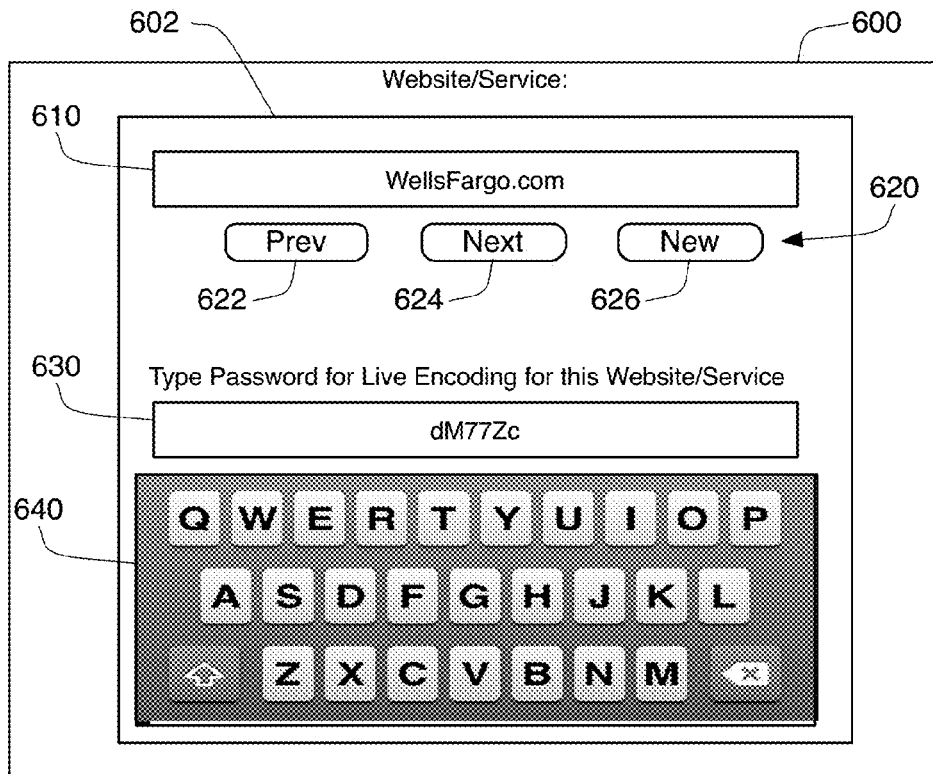 602
600
Website/Service:
610
WellsFargo.com
620
Prev Next New
622 624 626
630
Type Password for Live Encoding for this Website/Service
dM77Zc
640
Q W E R T Y U I O P
A S D F G H J K L
Z X C V B N M